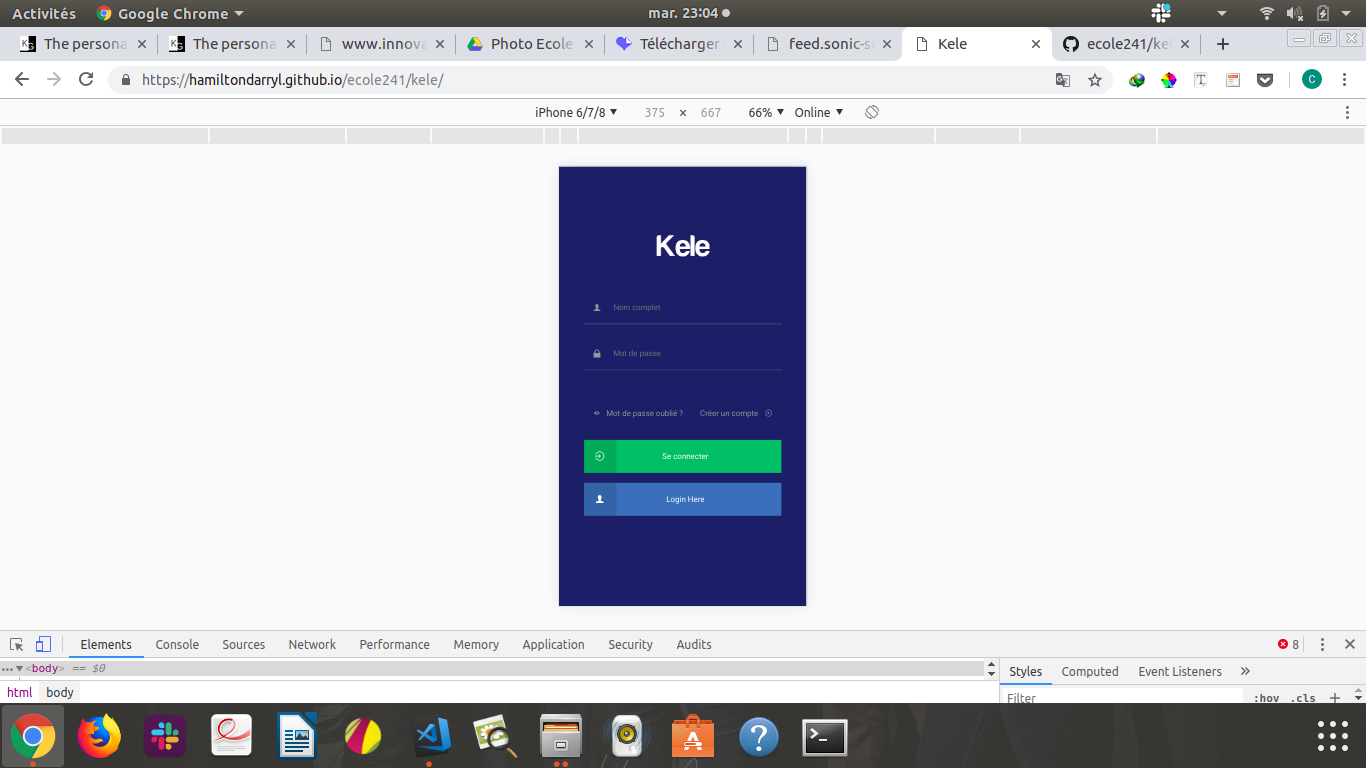 Activités Google Chrome mar. 23:04
The persona The persona www.innova Photo Ecole Télécharger feed.sonic-s Kele ecole241/kel
https://hamiltondarryl.github.io/ecole241/kele/ C
iPhone 6/7/8 375 × 667 66% Online
Kele
Nom complet
Mot de passe
Mot de passe oublié ? Créer un compte
Se connecter
Login Here
Elements Console Sources Network Performance Memory Application Security Audits 8
<body> == $0 Styles Computed Event Listeners
html body Filter :hov .cls